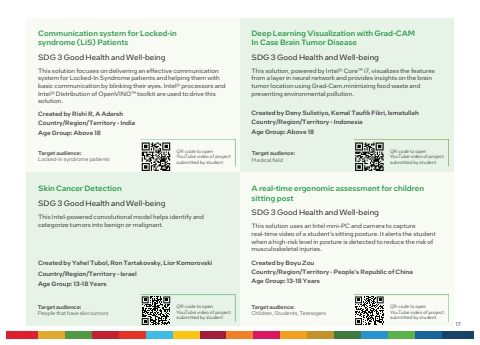 Communication system for Locked-in
syndrome (LiS) Patients
SDG 3 Good Health and Well-being
This solution focuses on delivering an effective communication
system for Locked-in Syndrome patients and helping them with
basic communication by blinking their eyes. Intel® processors and
Intel® Distribution of OpenVINO™ toolkit are used to drive this
solution.
Created by Rishi R, A Adarsh
Country/Region/Territory - India
Age Group: Above 18
Target audience:
Locked-in syndrome patients
QR code to open
YouTube video of project
submitted by student
Deep Learning Visualization with Grad-CAM
In Case Brain Tumor Disease
SDG 3 Good Health and Well-being
This solution, powered by Intel® Core™ i7, visualizes the features
from a layer in neural network and provides insights on the brain
tumor location using Grad-Cam.minimizing food waste and
preventing environmental pollution.
Created by Deny Sulistiyo, Kemal Taufik Fikri, Ismatullah
Country/Region/Territory - Indonesia
Age Group: Above 18
Target audience:
Medical field
QR code to open
YouTube video of project
submitted by student
Skin Cancer Detection
SDG 3 Good Health and Well-being
This Intel-powered convolutional model helps identify and
categorize tumors into benign or malignant.
Created by Yahel Tubol, Ron Tartakovsky, Lior Komorovski
Country/Region/Territory - Israel
Age Group: 13-18 Years
Target audience:
People that have skin tumors
QR code to open
YouTube video of project
submitted by student
A real-time ergonomic assessment for children
sitting post
SDG 3 Good Health and Well-being
This solution uses an Intel mini-PC and camera to capture
real-time video of a student's sitting posture. It alerts the student
when a high-risk level in posture is detected to reduce the risk of
musculoskeletal injuries.
Created by Boyu Zou
Country/Region/Territory - People's Republic of China
Age Group: 13-18 Years
Target audience:
Children, Students, Teenagers
QR code to open
YouTube video of project
submitted by student
17